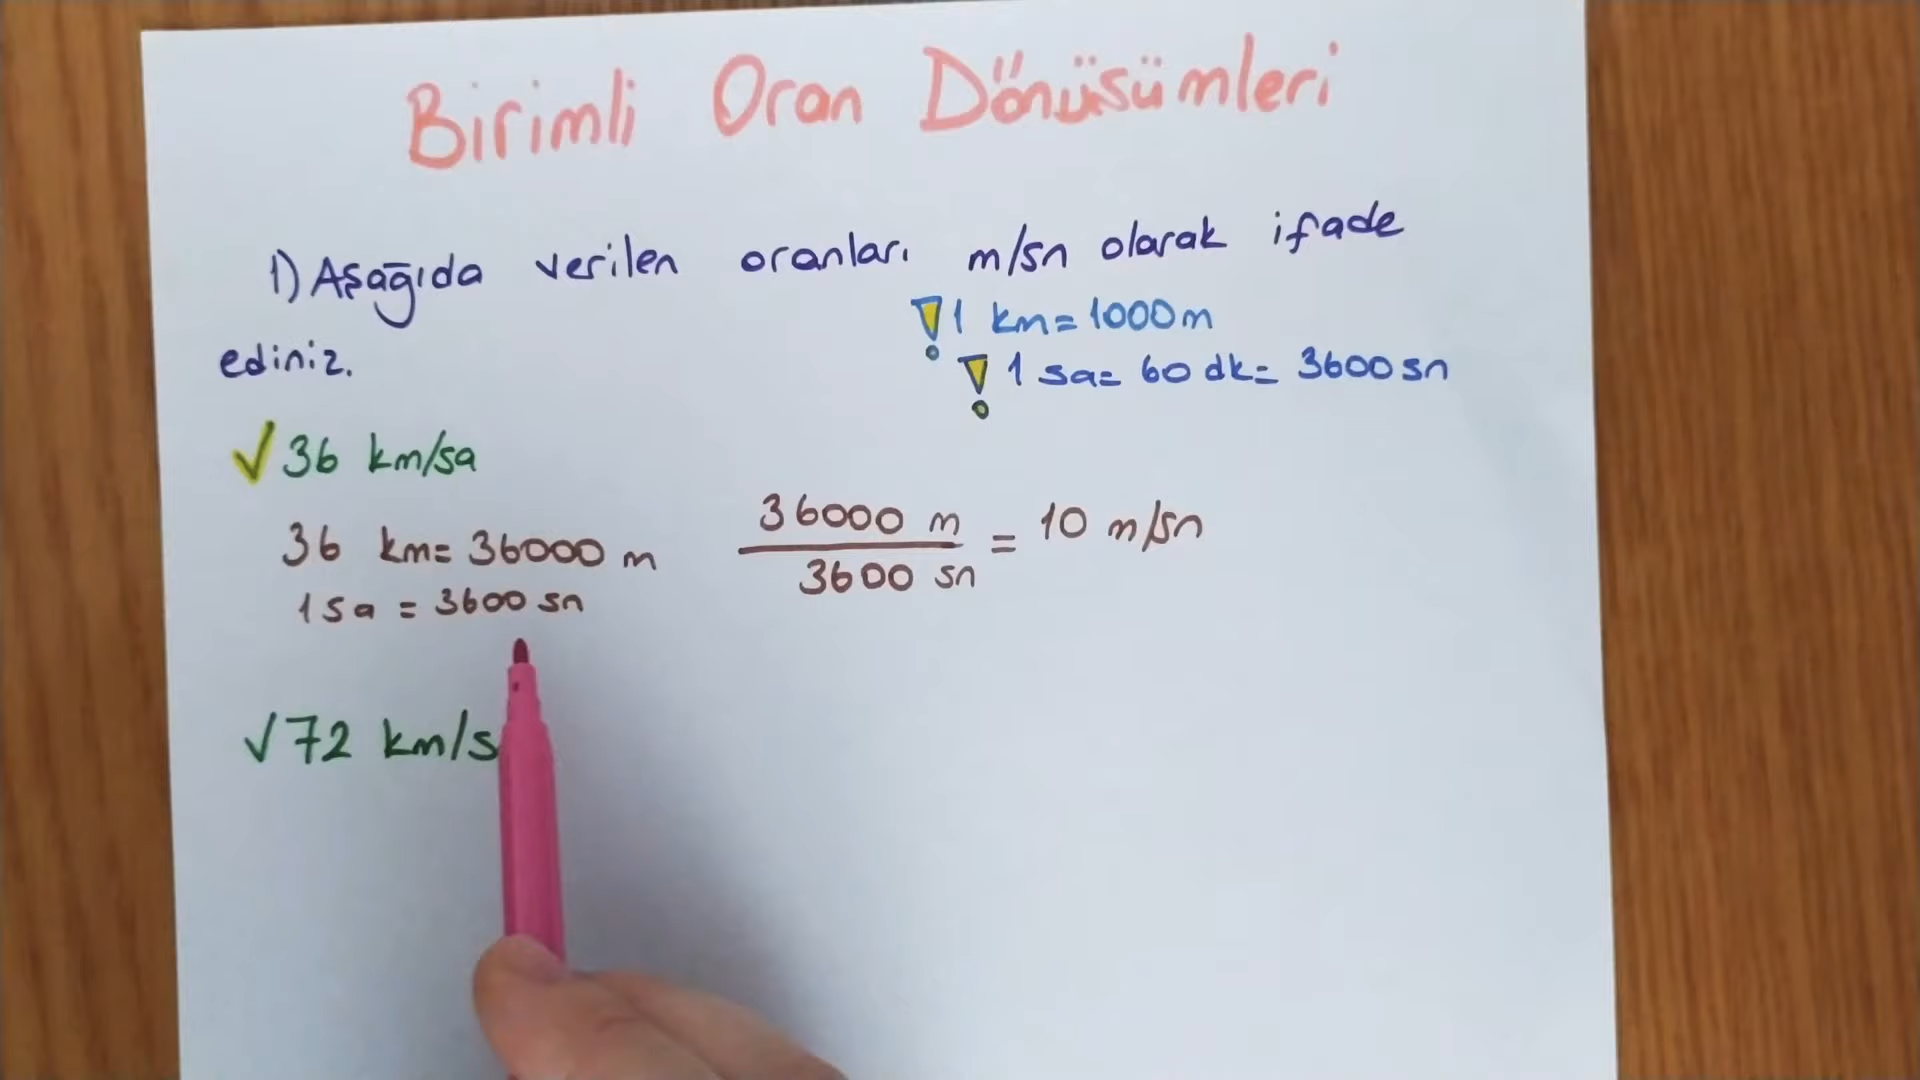 Birimli Oran Dönüsümleri
1) Aşağıda verilen oranları m/sn olarak ifade
ediniz.
1 km = 1000 m
1 sa = 60 dk = 3600 sn
√ 36 km/sa
36 km = 36000 m
1 sa = 3600 sn
36000 m / 3600 sn = 10 m/sn
√ 72 km/s